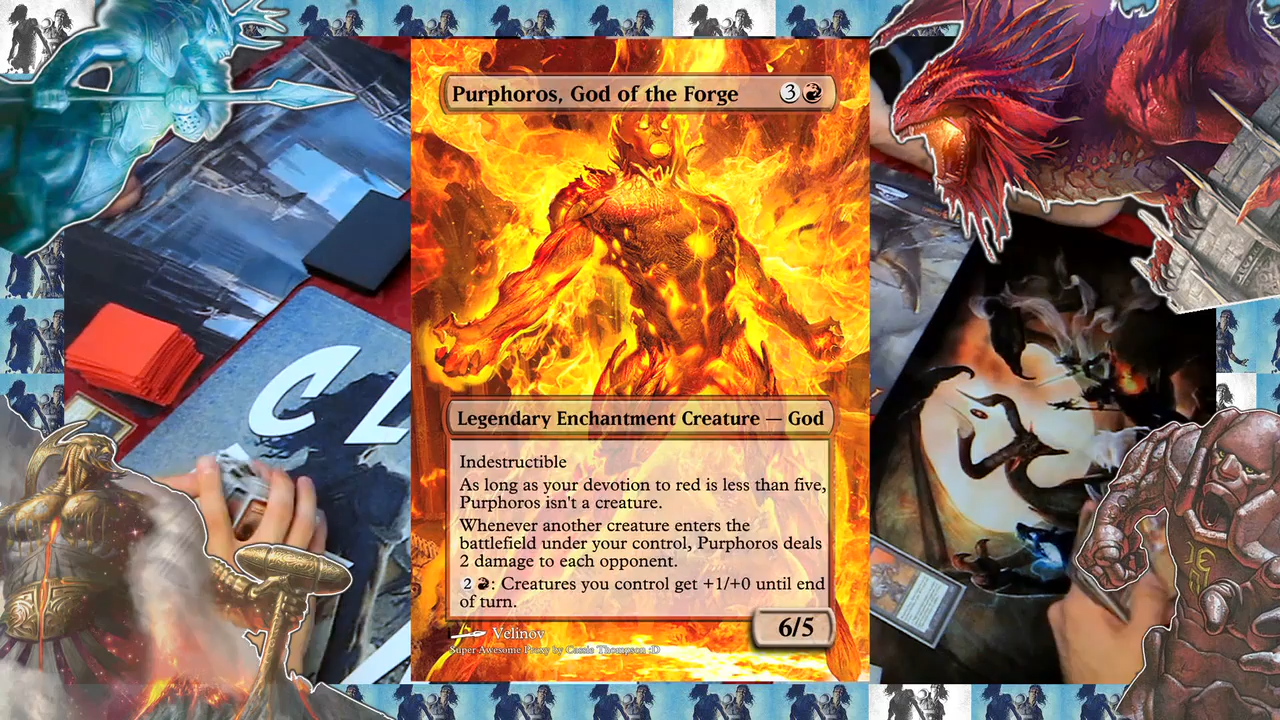 Purphoros, God of the Forge 3
CL
Legendary Enchantment Creature — God
Indestructible
As long as your devotion to red is less than five,
Purphoros isn't a creature.
Whenever another creature enters the
battlefield under your control, Purphoros deals
2 damage to each opponent.
2 : Creatures you control get +1/+0 until end
of turn.
6/5
Velinov
Super Awesome Proxy by Cassie Thompson :D